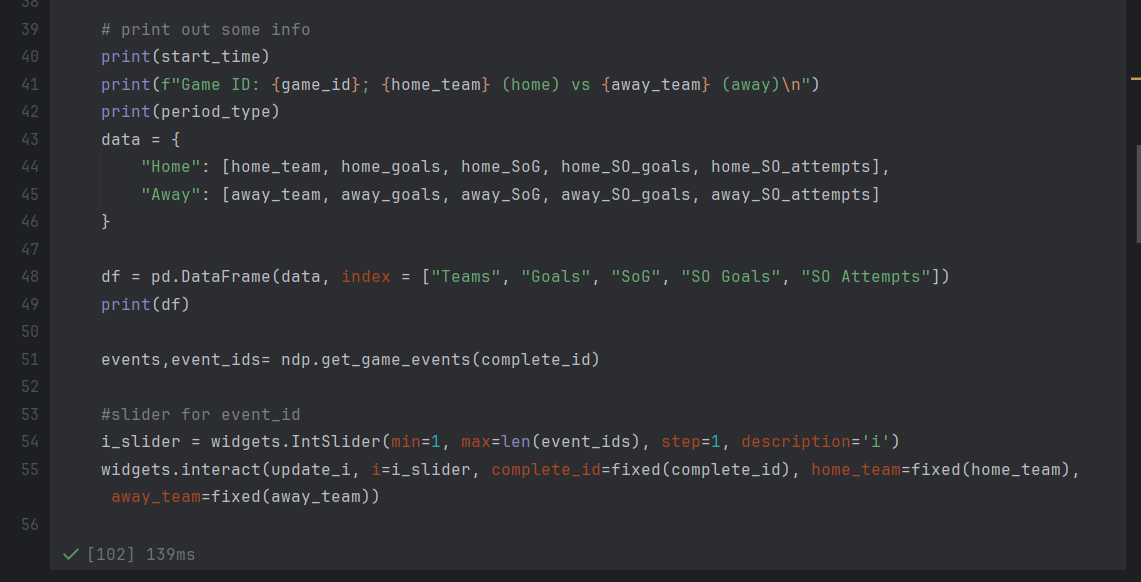 38
39 # print out some info
40 print(start_time)
41 print(f"Game ID: {game_id}; {home_team} (home) vs {away_team} (away)\n")
42 print(period_type)
43 data = {
44 "Home": [home_team, home_goals, home_SoG, home_SO_goals, home_SO_attempts],
45 "Away": [away_team, away_goals, away_SoG, away_SO_goals, away_SO_attempts]
46 }
47
48 df = pd.DataFrame(data, index = ["Teams", "Goals", "SoG", "SO Goals", "SO Attempts"])
49 print(df)
50
51 events,event_ids= ndp.get_game_events(complete_id)
52
53 #slider for event_id
54 i_slider = widgets.IntSlider(min=1, max=len(event_ids), step=1, description='i')
55 widgets.interact(update_i, i=i_slider, complete_id=fixed(complete_id), home_team=fixed(home_team),
away_team=fixed(away_team))
56
[102] 139ms